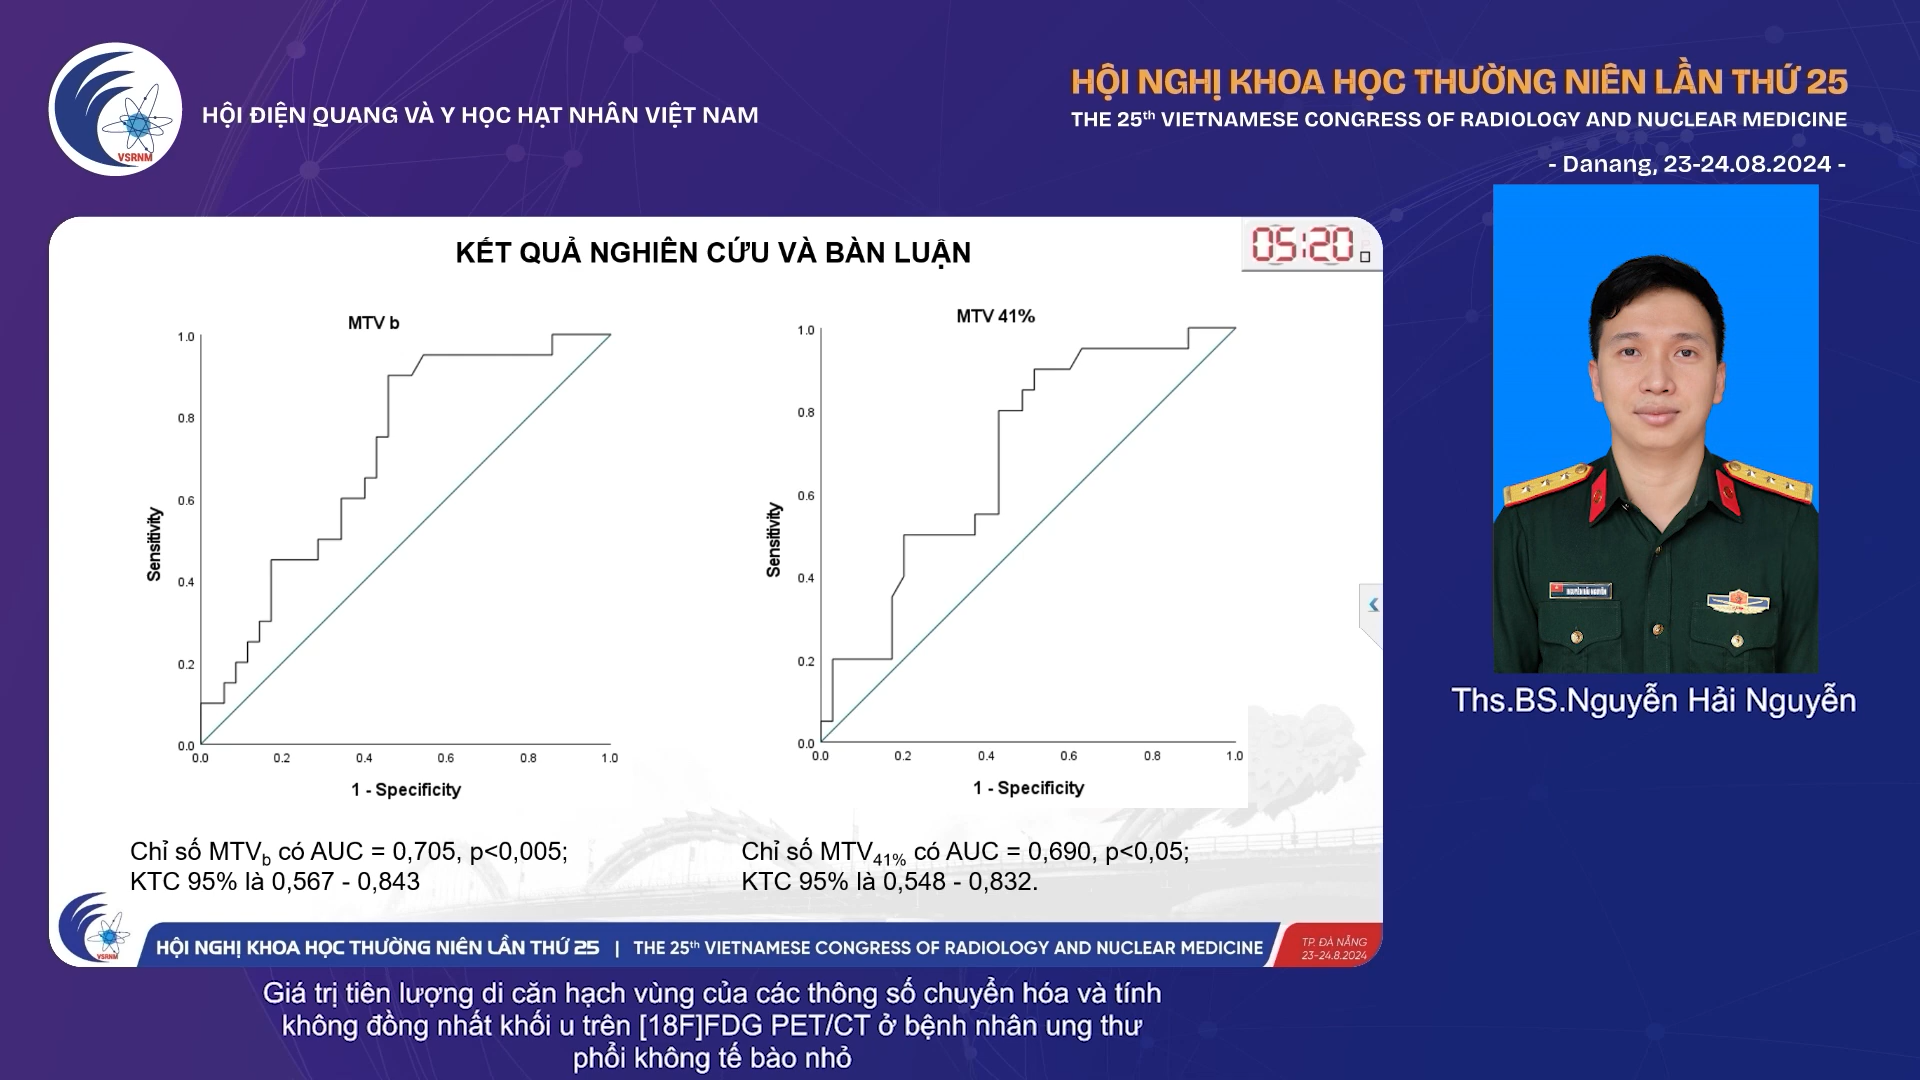 VSRNM
HỘI ĐIỆN QUANG VÀ Y HỌC HẠT NHÂN VIỆT NAM
HỘI NGHỊ KHOA HỌC THƯỜNG NIÊN LẦN THỨ 25
THE 25th VIETNAMESE CONGRESS OF RADIOLOGY AND NUCLEAR MEDICINE
- Danang, 23-24.08.2024 -
KẾT QUẢ NGHIÊN CỨU VÀ BÀN LUẬN
05:20
MTV b
1.0
0.8
0.6
0.4
0.2
0.0
Sensitivity
0.0 0.2 0.4 0.6 0.8 1.0
1 - Specificity
MTV 41%
1.0
0.8
0.6
0.4
0.2
0.0
Sensitivity
0.0 0.2 0.4 0.6 0.8 1.0
1 - Specificity
Chỉ số MTVb có AUC = 0,705, p<0,005;
KTC 95% là 0,567 - 0,843
Chỉ số MTV41% có AUC = 0,690, p<0,05;
KTC 95% là 0,548 - 0,832.
VSRNM
HỘI NGHỊ KHOA HỌC THƯỜNG NIÊN LẦN THỨ 25 | THE 25th VIETNAMESE CONGRESS OF RADIOLOGY AND NUCLEAR MEDICINE
TP. ĐÀ NẴNG
23-24.8.2024
NGUYỄN HẢI NGUYỄN
Ths.BS.Nguyễn Hải Nguyễn
Giá trị tiên lượng di căn hạch vùng của các thông số chuyển hóa và tính
không đồng nhất khối u trên [18F]FDG PET/CT ở bệnh nhân ung thư
phổi không tế bào nhỏ